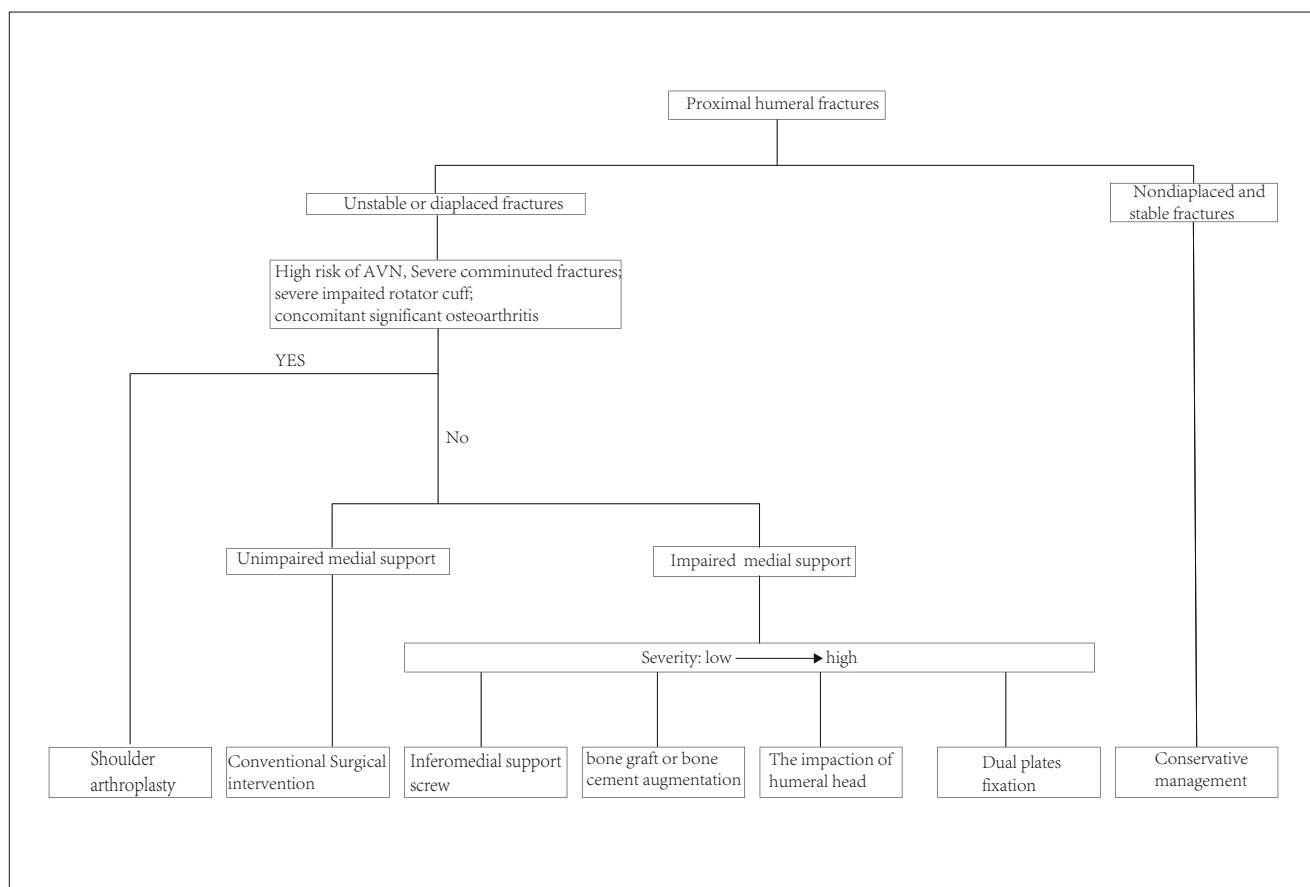 Proximal humeral fractures
Unstable or diaplaced fractures
Nondiaplaced and
stable fractures
High risk of AVN, Severe comminuted fractures;
severe impaited rotator cuff;
concomitant significant osteoarthritis
YES
No
Unimpaired medial support
Impaired medial support
Severity: low high
Shoulder
arthroplasty
Conventional Surgical
intervention
Inferomedial support
screw
bone graft or bone
cement augmentation
The impaction of
humeral head
Dual plates
fixation
Conservative
management